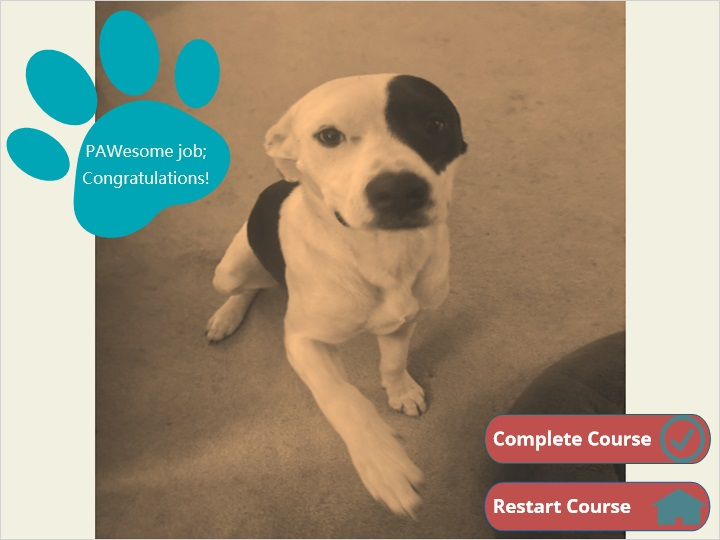 PAWesome job;
Congratulations!
Complete Course
Restart Course